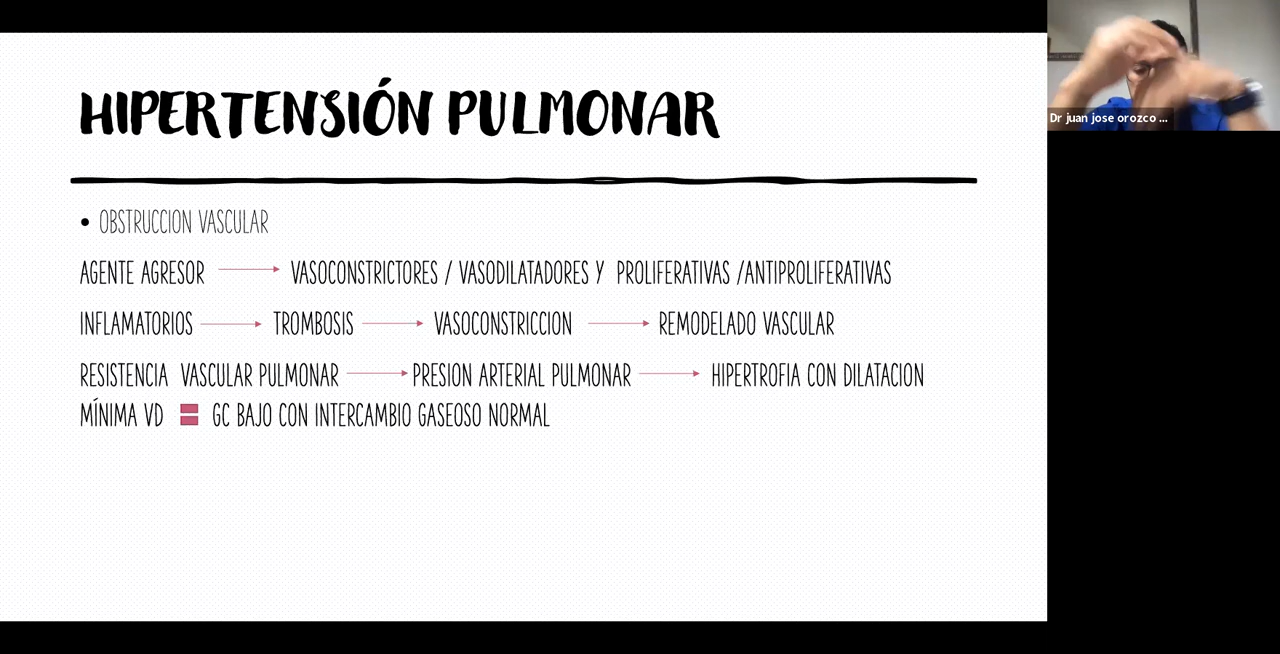 HIPERTENSIÓN PULMONAR
• OBSTRUCCION VASCULAR
AGENTE AGRESOR → VASOCONSTRICTORES / VASODILATADORES Y PROLIFERATIVAS /ANTIPROLIFERATIVAS
INFLAMATORIOS → TROMBOSIS → VASOCONSTRICCION → REMODELADO VASCULAR
RESISTENCIA VASCULAR PULMONAR → PRESION ARTERIAL PULMONAR → HIPERTROFIA CON DILATACION
MÍNIMA VD = GC BAJO CON INTERCAMBIO GASEOSO NORMAL
Dr juan jose orozco ...